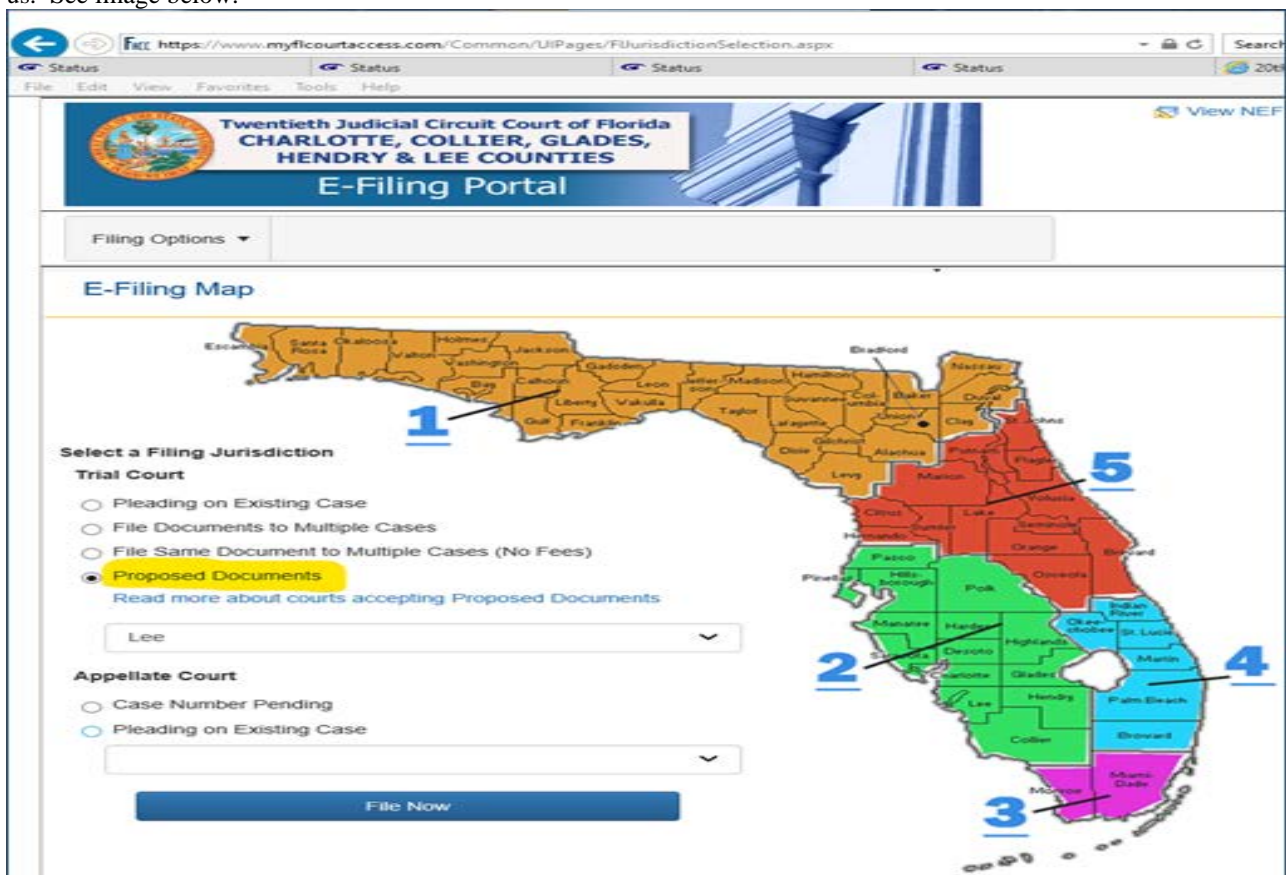 us. See image below.
https://www.myflcourtaccess.com/Common/UIPages/FlJurisdictionSelection.aspx
Search
Status
Status
Status
Status
File Edit View Favorites Tools Help
Twentieth Judicial Circuit Court of Florida
CHARLOTTE, COLLIER, GLADES,
HENDRY & LEE COUNTIES
E-Filing Portal
View NEF
Filing Options
E-Filing Map
Select a Filing Jurisdiction
Trial Court
Pleading on Existing Case
File Documents to Multiple Cases
File Same Document to Multiple Cases (No Fees)
Proposed Documents
Read more about courts accepting Proposed Documents
Lee
Appellate Court
Case Number Pending
Pleading on Existing Case
File Now
Santa Rosa
Okaloosa
Walton
Holmes
Washington
Jackson
Bay
Calhoun
Gulf
Liberty
Gadsden
Franklin
Leon
Wakulla
Jefferson
Madison
Taylor
Hamilton
Suwannee
Lafayette
Dixie
Columbia
Gilchrist
Levy
Baker
Union
Bradford
Alachua
Nassau
Duval
Clay
1
St. Johns
Putnam
Flagler
Marion
Volusia
Citrus
Sumter
Lake
Seminole
Hernando
Orange
Brevard
Osceola
5
Pasco
Pinellas
Hills-
borough
Polk
Manatee
Hardee
Highlands
Desoto
Charlotte
Glades
Lee
Hendry
Collier
2
Indian
River
Okee-
chobee
St. Lucie
Martin
Palm Beach
Broward
4
Monroe
Miami-
Dade
3